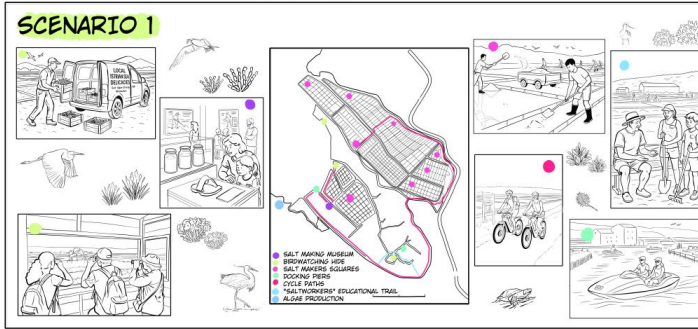 SCENARIO 1
LOCAL
ESTUARINE
DELICACIES
SALT MAKING MUSEUM
BIRDWATCHING HIDE
SALT MAKERS SQUARES
DOCKING PIERS
CYCLE PATHS
"SALTWORKERS" EDUCATIONAL TRAIL
ALGAE PRODUCTION